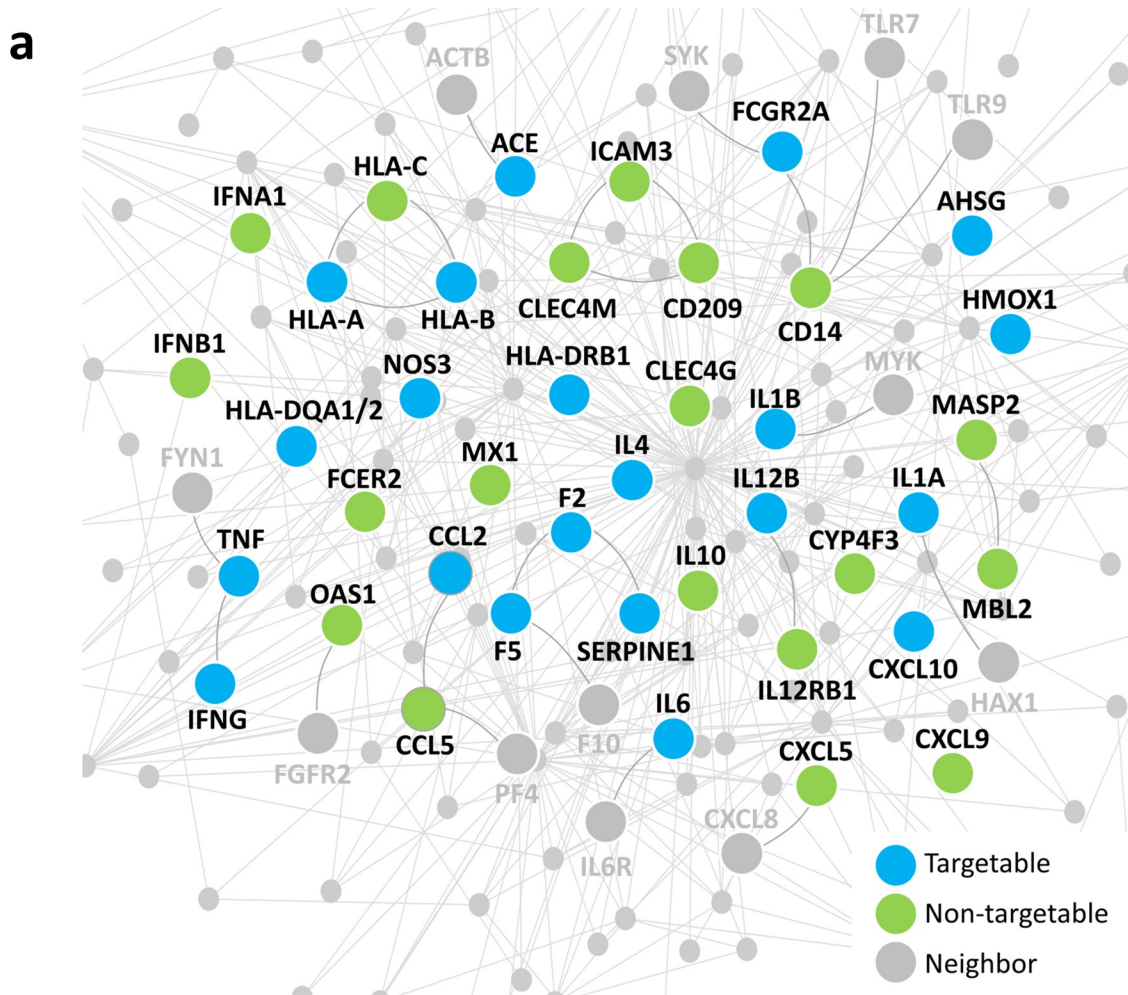 a
TLR7
ACTB
SYK
TLR9
FCGR2A
ACE
ICAM3
HLA-C
IFNA1
AHSG
HMOX1
CLEC4M
CD209
HLA-A
HLA-B
CD14
IFNB1
NOS3
HLA-DRB1
CLEC4G
MYK
HLA-DQA1/2
IL1B
MASP2
IL4
MX1
FYN1
FCER2
IL12B
IL1A
F2
TNF
CCL2
CYP4F3
IL10
OAS1
MBL2
F5
SERPINE1
CXCL10
IL12RB1
HAX1
IL6
IFNG
CCL5
F10
CXCL9
CXCL5
FGFR2
PF4
CXCL8
IL6R
Targetable
Non-targetable
Neighbor